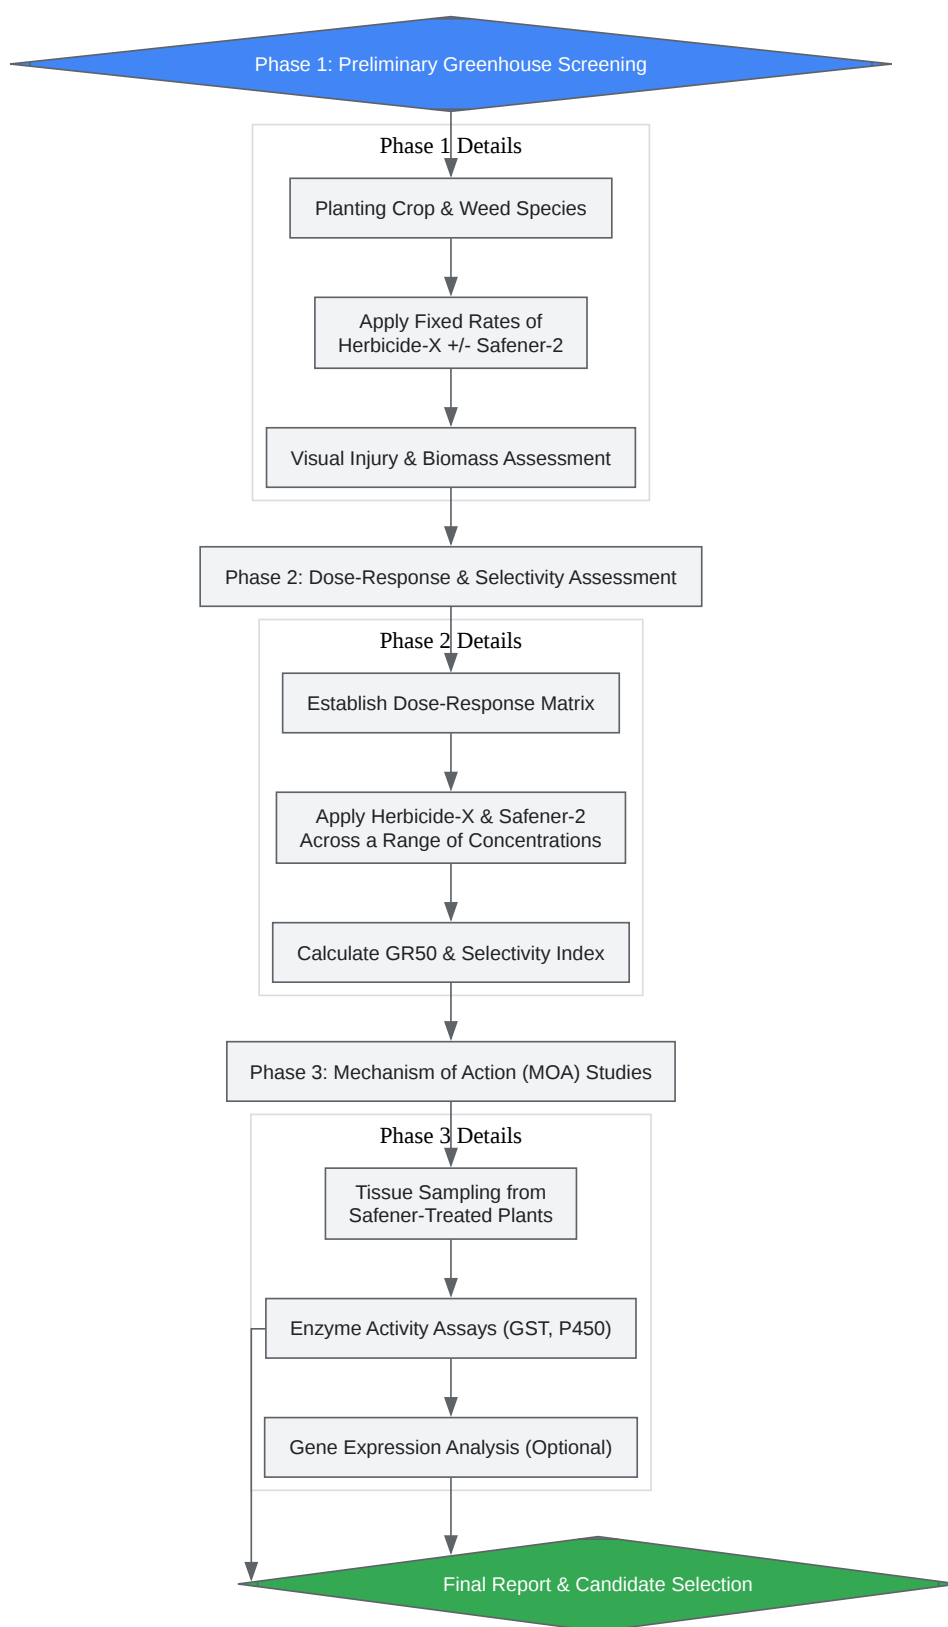 Phase 1: Preliminary Greenhouse Screening
Phase 1 Details
Planting Crop & Weed Species
Apply Fixed Rates of
Herbicide-X +/- Safener-2
Visual Injury & Biomass Assessment
Phase 2: Dose-Response & Selectivity Assessment
Phase 2 Details
Establish Dose-Response Matrix
Apply Herbicide-X & Safener-2
Across a Range of Concentrations
Calculate GR50 & Selectivity Index
Phase 3: Mechanism of Action (MOA) Studies
Phase 3 Details
Tissue Sampling from
Safener-Treated Plants
Enzyme Activity Assays (GST, P450)
Gene Expression Analysis (Optional)
Final Report & Candidate Selection